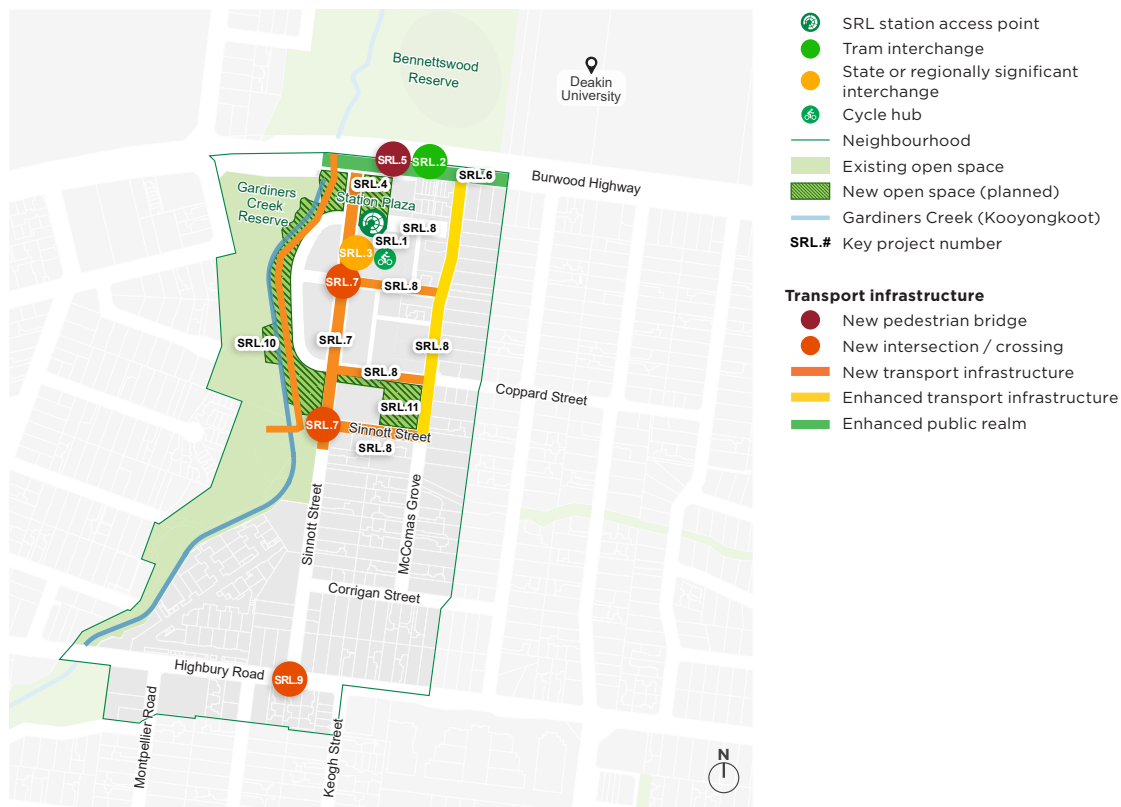 Bennettswood
Reserve
Deakin
University
SRL.5
SRL.2
SRL.6
Burwood Highway
SRL.4
Gardiners
Creek
Reserve
Station Plaza
SRL.8
SRL.1
SRL.3
SRL.7
SRL.8
SRL.7
SRL.10
SRL.8
SRL.8
Coppard Street
SRL.11
SRL.7
Sinnott Street
SRL.8
Sinnott Street
McComas Grove
Corrigan Street
Highbury Road
SRL.9
Montpellier Road
Keogh Street
N
SRL station access point
Tram interchange
State or regionally significant
interchange
Cycle hub
Neighbourhood
Existing open space
New open space (planned)
Gardiners Creek (Kooyongkoot)
SRL.# Key project number
Transport infrastructure
New pedestrian bridge
New intersection / crossing
New transport infrastructure
Enhanced transport infrastructure
Enhanced public realm